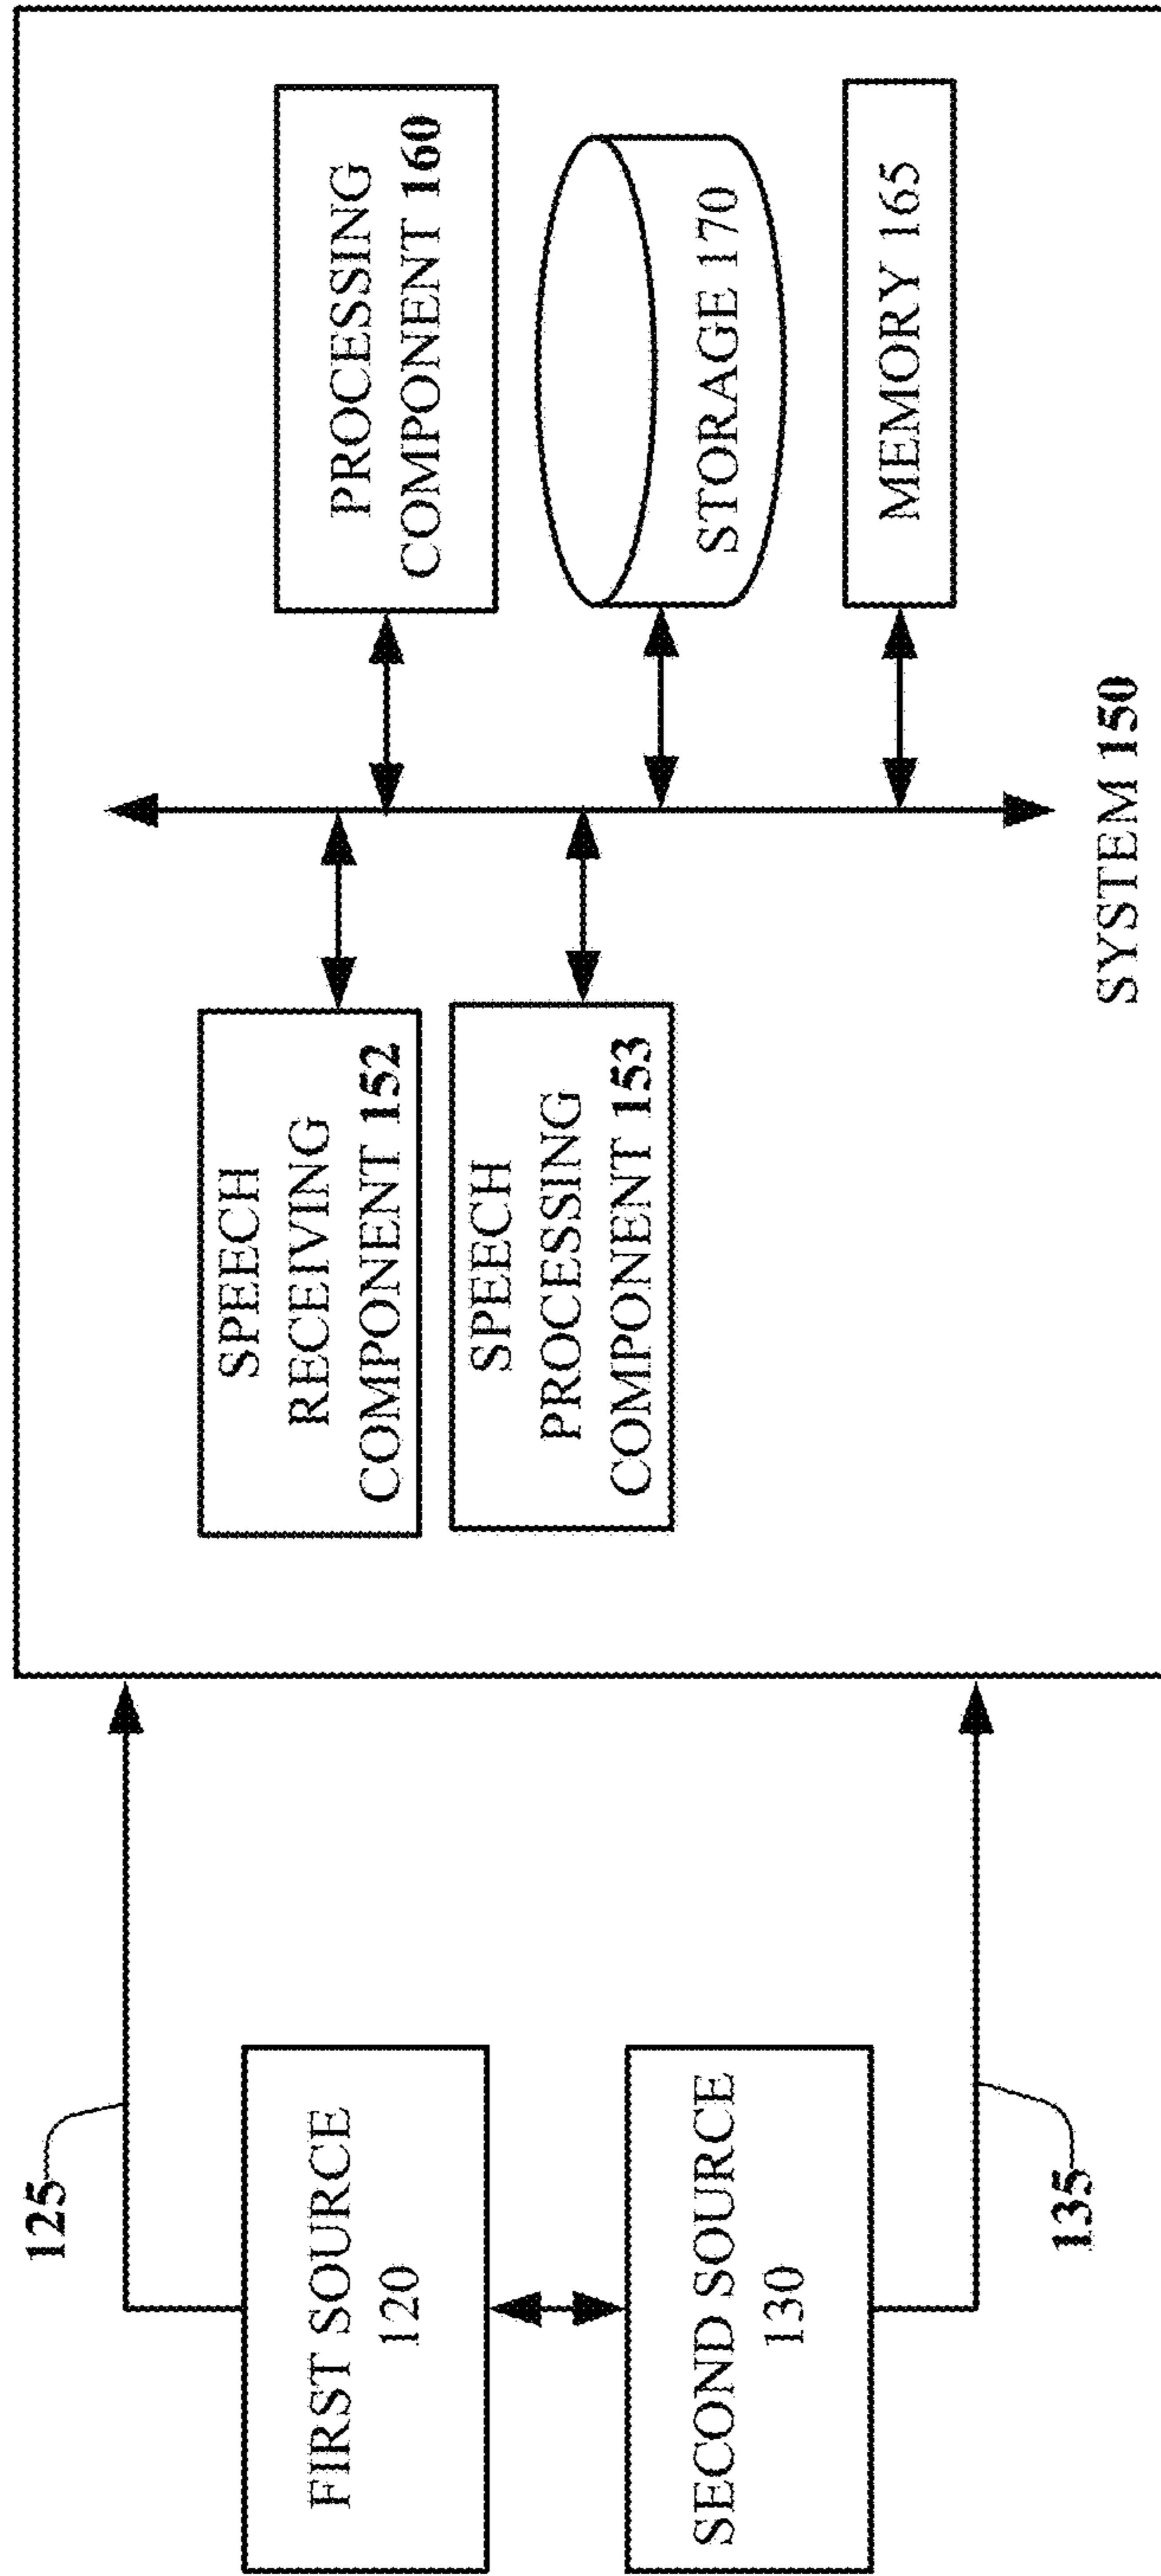 125
FIRST SOURCE
120
SECOND SOURCE
130
135
SPEECH
RECEIVING
COMPONENT 152
SPEECH
PROCESSING
COMPONENT 153
PROCESSING
COMPONENT 160
STORAGE 170
MEMORY 165
SYSTEM 150